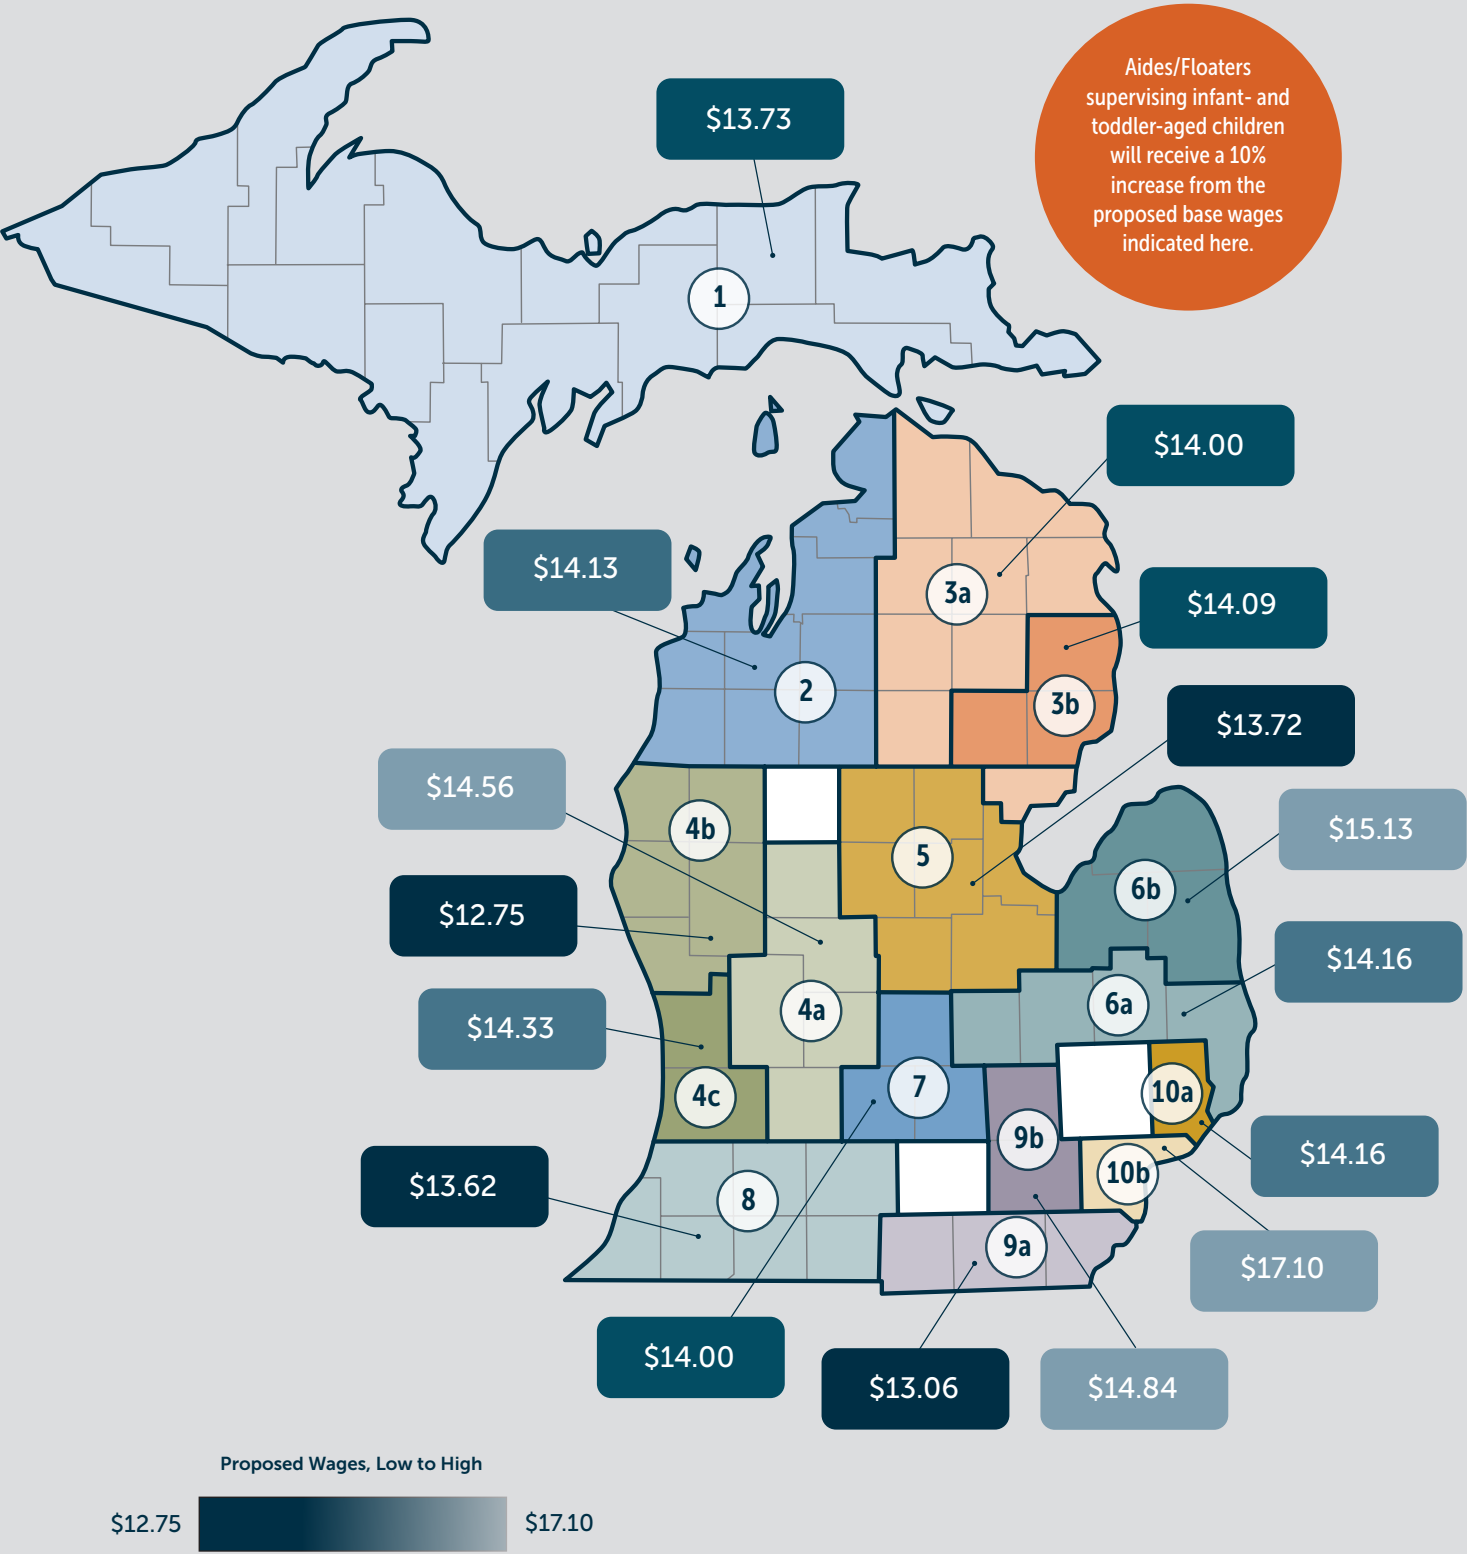 Aides/Floaters
supervising infant- and
toddler-aged children
will receive a 10%
increase from the
proposed base wages
indicated here.
$13.73
1
$14.00
$14.13
3a
$14.09
2
3b
$13.72
$14.56
4b
5
$15.13
6b
$12.75
$14.16
4a
6a
$14.33
4c
7
10a
9b
$14.16
10b
$13.62
8
9a
$17.10
$14.00
$13.06
$14.84
Proposed Wages, Low to High
$12.75
$17.10